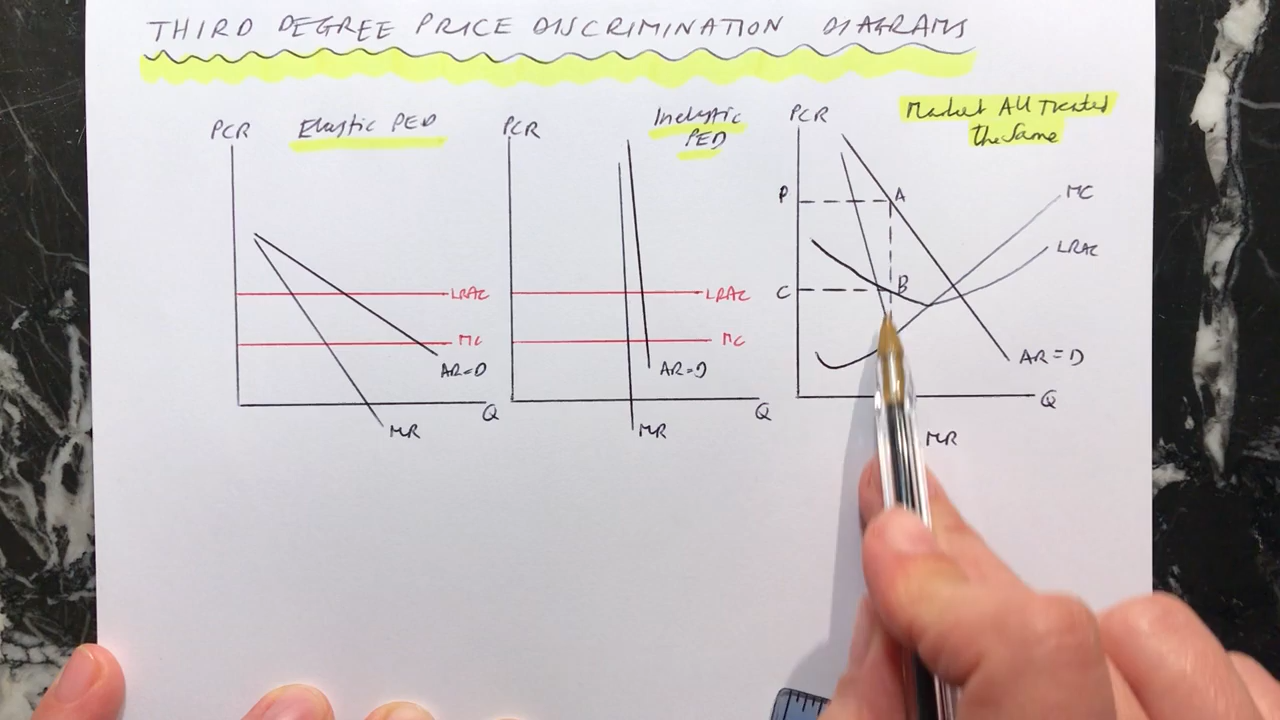 THIRD DEGREE PRICE DISCRIMINATION DIAGRAMS
PCR
Elastic PED
LRAC
MC
AR=D
Q
MR
PCR
Inelastic
PED
LRAC
MC
AR=D
Q
MR
PCR
Market All Treated
the Same
P
A
MC
LRAC
C
B
AR=D
Q
MR